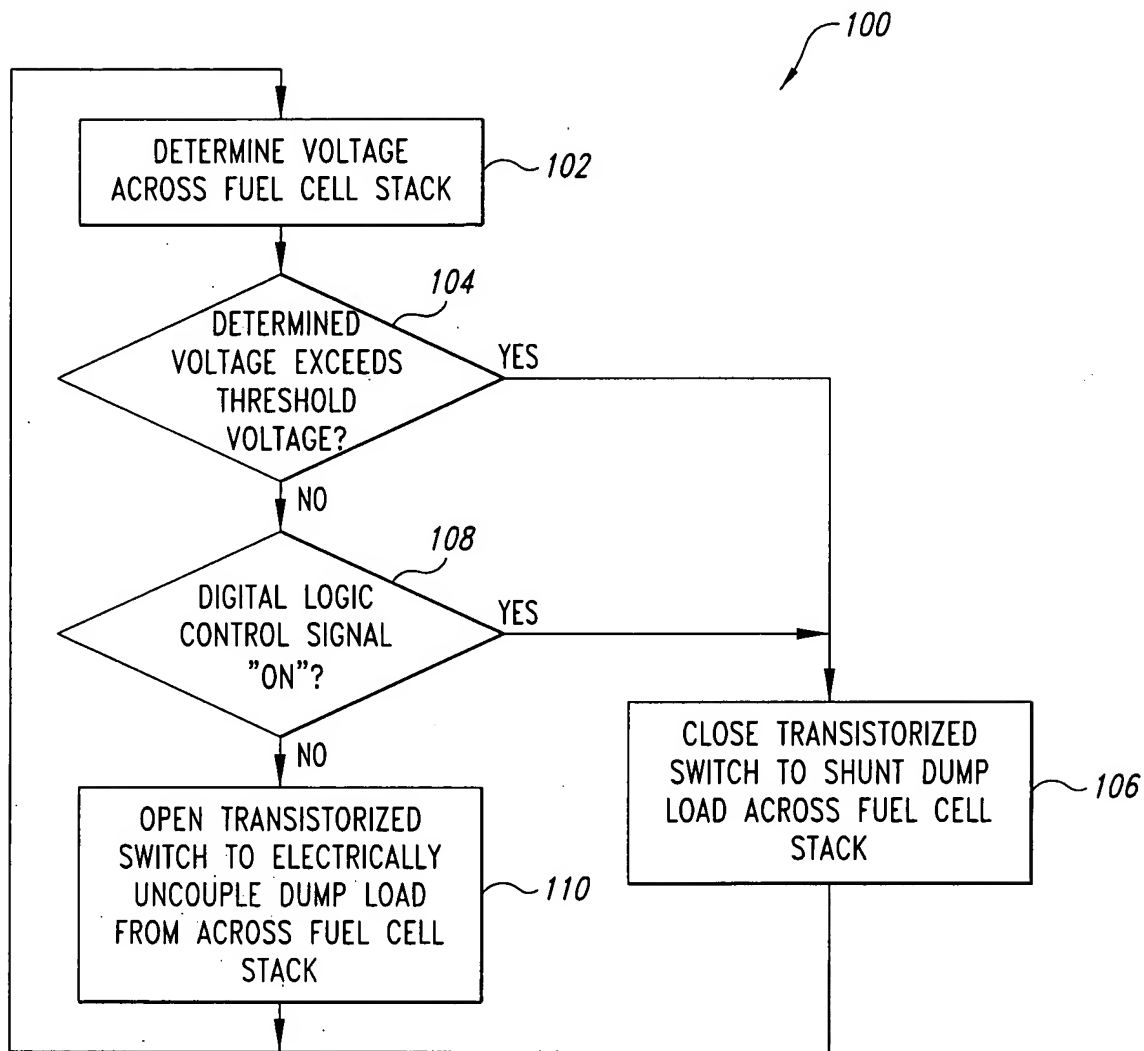 100
DETERMINE VOLTAGE
ACROSS FUEL CELL STACK
102
104
DETERMINED
VOLTAGE EXCEEDS
THRESHOLD
VOLTAGE?
YES
NO
108
DIGITAL LOGIC
CONTROL SIGNAL
"ON"?
YES
NO
CLOSE TRANSISTORIZED
SWITCH TO SHUNT DUMP
LOAD ACROSS FUEL CELL
STACK
106
OPEN TRANSISTORIZED
SWITCH TO ELECTRICALLY
UNCOUPLE DUMP LOAD
FROM ACROSS FUEL CELL
STACK
110